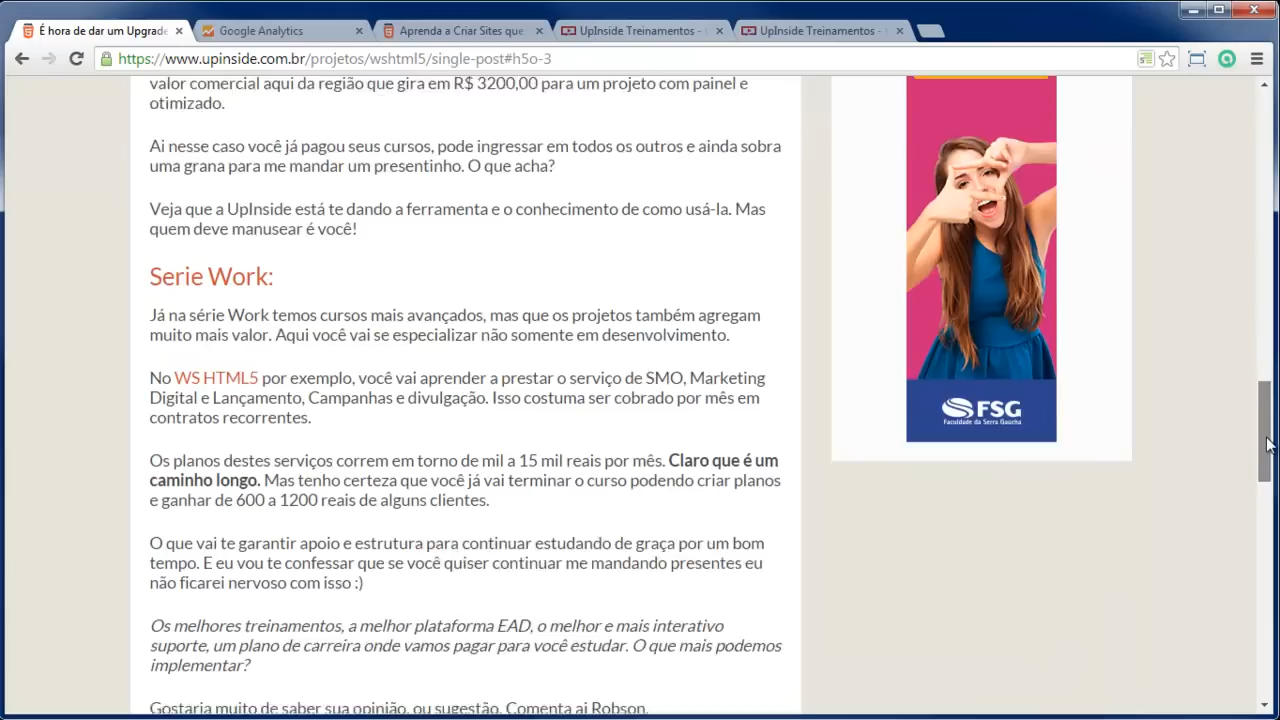 É hora de dar um Upgrade
Google Analytics
Aprenda a Criar Sites que
UpInside Treinamentos -
UpInside Treinamentos -
https://www.upinside.com.br/projetos/wshtml5/single-post#h5o-3
valor comercial aqui da região que gira em R$ 3200,00 para um projeto com painel e
otimizado.
Ai nesse caso você já pagou seus cursos, pode ingressar em todos os outros e ainda sobra
uma grana para me mandar um presentinho. O que acha?
Veja que a UpInside está te dando a ferramenta e o conhecimento de como usá-la. Mas
quem deve manusear é você!
Serie Work:
Já na série Work temos cursos mais avançados, mas que os projetos também agregam
muito mais valor. Aqui você vai se especializar não somente em desenvolvimento.
No WS HTML5 por exemplo, você vai aprender a prestar o serviço de SMO, Marketing
Digital e Lançamento, Campanhas e divulgação. Isso costuma ser cobrado por mês em
contratos recorrentes.
Os planos destes serviços correm em torno de mil a 15 mil reais por mês. Claro que é um
caminho longo. Mas tenho certeza que você já vai terminar o curso podendo criar planos
e ganhar de 600 a 1200 reais de alguns clientes.
O que vai te garantir apoio e estrutura para continuar estudando de graça por um bom
tempo. E eu vou te confessar que se você quiser continuar me mandando presentes eu
não ficarei nervoso com isso :)
Os melhores treinamentos, a melhor plataforma EAD, o melhor e mais interativo
suporte, um plano de carreira onde vamos pagar para você estudar. O que mais podemos
implementar?
Gostaria muito de saber sua opinião, ou sugestão. Comenta ai Robson.
FSG
Faculdade da Serra Gaúcha